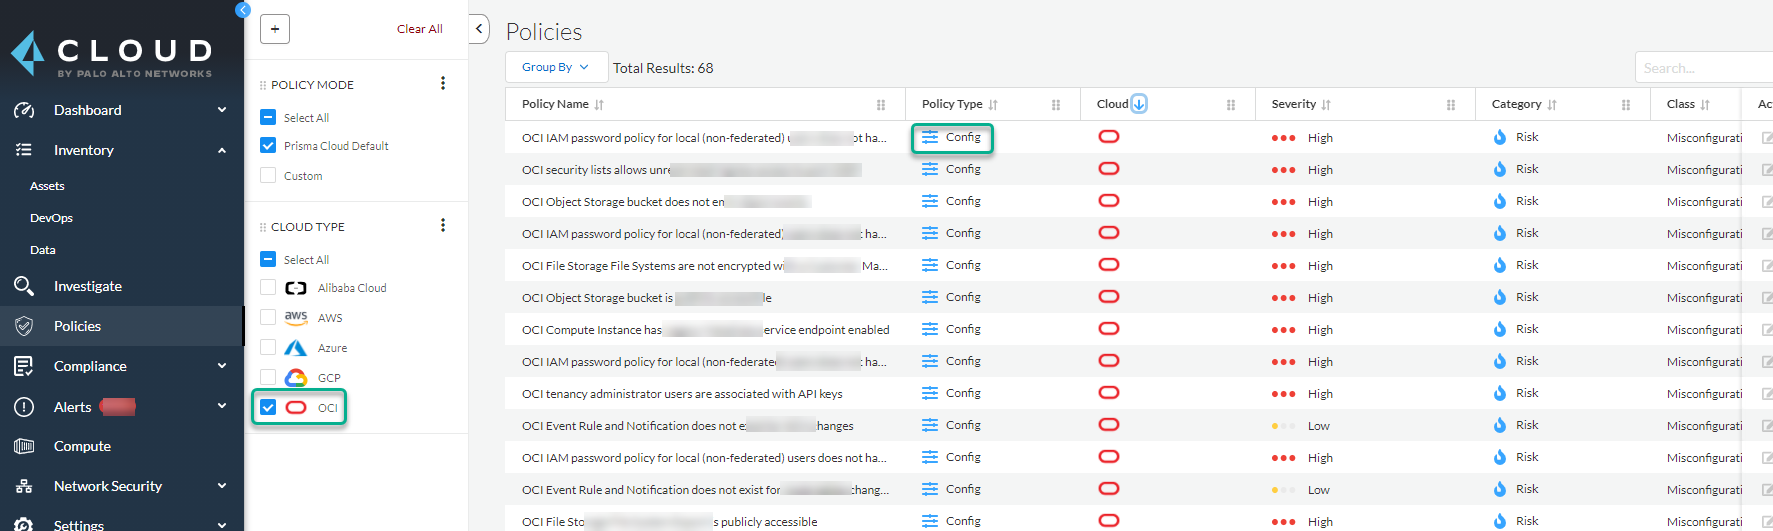 CLOUD
BY PALO ALTO NETWORKS
Dashboard
Inventory
Assets
DevOps
Data
Investigate
Policies
Compliance
Alerts
Compute
Network Security
Settings
+
Clear All
POLICY MODE
Select All
Prisma Cloud Default
Custom
CLOUD TYPE
Select All
Alibaba Cloud
aws AWS
Azure
GCP
OCI
Policies
Group By Total Results: 68
Search...
Policy Name Policy Type Cloud Severity Category Class Ac
OCI IAM password policy for local (non-federated) u ot ha... Config High Risk Misconfigurati
OCI security lists allows unre Config High Risk Misconfigurati
OCI Object Storage bucket does not en Config High Risk Misconfigurati
OCI IAM password policy for local (non-federated) ha... Config High Risk Misconfigurati
OCI File Storage File Systems are not encrypted wi Ma... Config High Risk Misconfigurati
OCI Object Storage bucket is le Config High Risk Misconfigurati
OCI Compute Instance has ervice endpoint enabled Config High Risk Misconfigurati
OCI IAM password policy for local (non-federate ha... Config High Risk Misconfigurati
OCI tenancy administrator users are associated with API keys Config High Risk Misconfigurati
OCI Event Rule and Notification does not e hanges Config Low Risk Misconfigurati
OCI IAM password policy for local (non-federated) users does not ha... Config High Risk Misconfigurati
OCI Event Rule and Notification does not exist for chang... Config Low Risk Misconfigurati
OCI File Sto s publicly accessible Config High Risk Misconfigurati